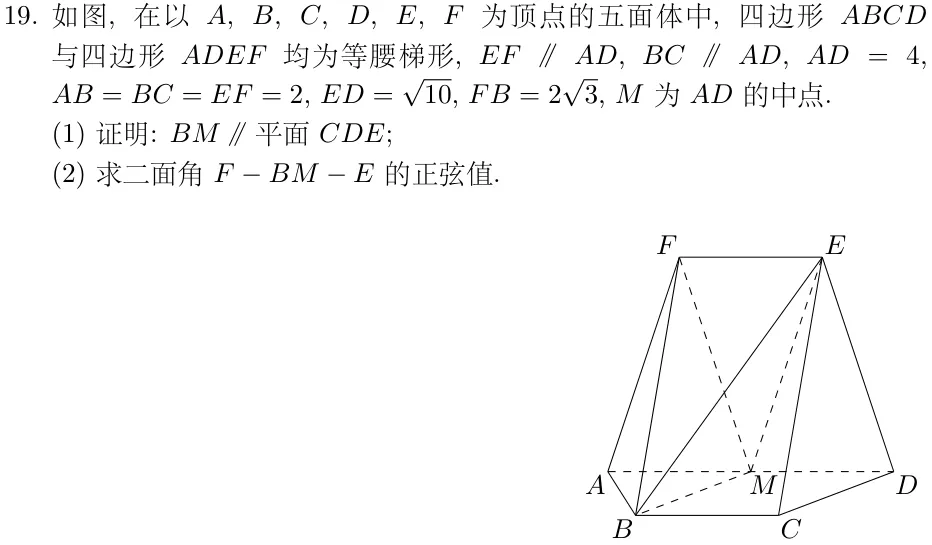 19. 如图, 在以 A, B, C, D, E, F 为顶点的五面体中, 四边形 ABCD
与四边形 ADEF 均为等腰梯形, EF ∥ AD, BC ∥ AD, AD = 4,
AB = BC = EF = 2, ED = √10, FB = 2√3, M 为 AD 的中点.
(1) 证明: BM ∥ 平面 CDE;
(2) 求二面角 F − BM − E 的正弦值.
F E
A M D
B C